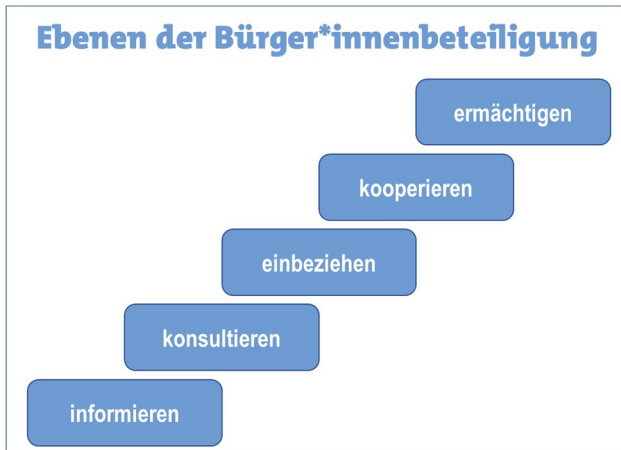 Ebenen der Bürger*innenbeteiligung
ermächtigen
kooperieren
einbeziehen
konsultieren
informieren